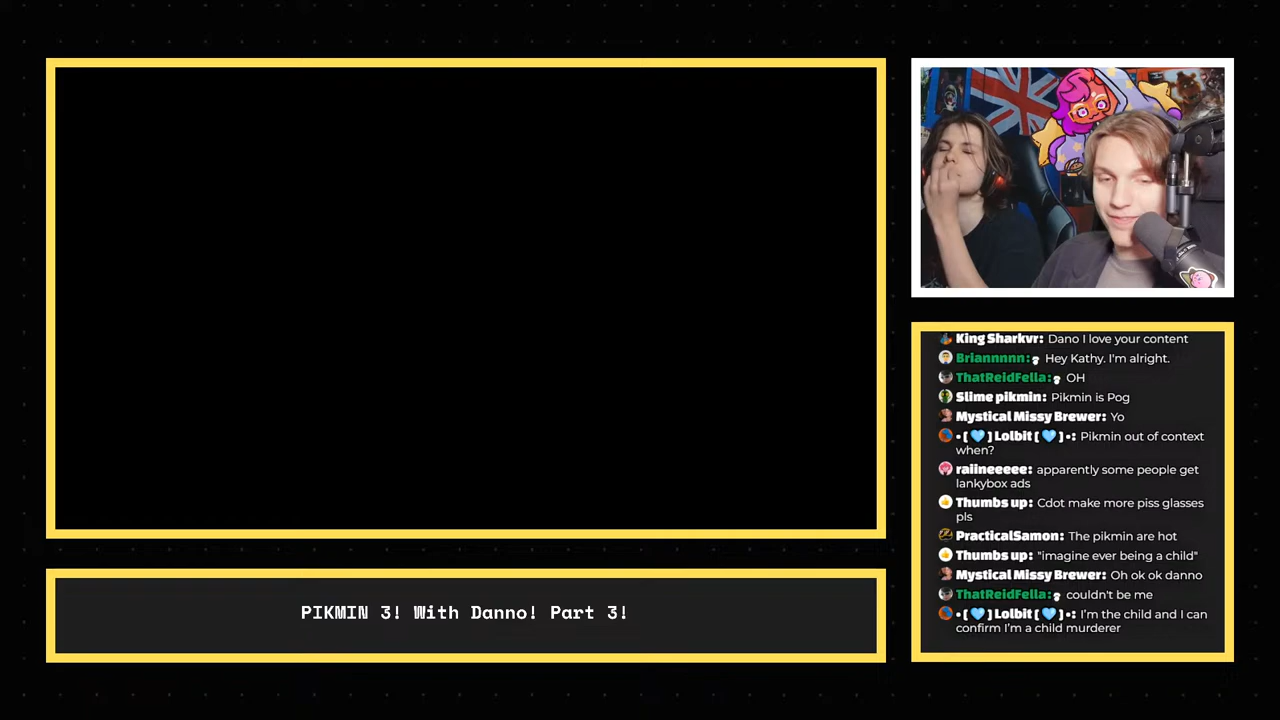 King Sharkvr: Dano I love your content
Briannnnn: Hey Kathy. I'm alright.
ThatReidFella: OH
Slime pikmin: Pikmin is Pog
Mystical Missy Brewer: Yo
• [ 💙 ] Lolbit [ 💙 ] •: Pikmin out of context
when?
raiineeeee: apparently some people get
lankybox ads
Thumbs up: Cdot make more piss glasses
pls
PracticalSamon: The pikmin are hot
Thumbs up: "imagine ever being a child"
Mystical Missy Brewer: Oh ok ok danno
ThatReidFella: couldn't be me
• [ 💙 ] Lolbit [ 💙 ] •: I'm the child and I can
confirm I'm a child murderer
PIKMIN 3! With Danno! Part 3!